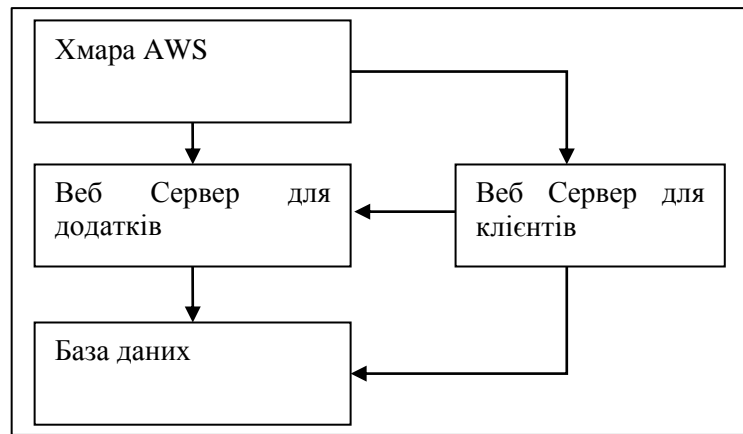 Хмара AWS
Веб Сервер для
додатків
Веб Сервер для
клієнтів
База даних